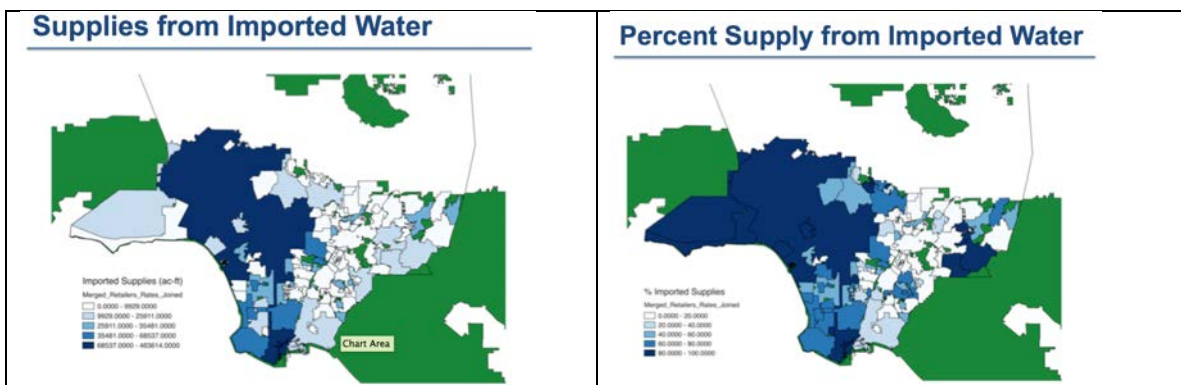 Supplies from Imported Water
Imported Supplies (ac-ft)
Merged_Retailers_Rates_Joined
0.0000 - 9929.0000
9929.0000 - 25911.0000
25911.0000 - 35481.0000
35481.0000 - 68537.0000
68537.0000 - 463614.0000
Chart Area
Percent Supply from Imported Water
% Imported Supplies
Merged_Retailers_Rates_Joined
0.0000 - 20.0000
20.0000 - 40.0000
40.0000 - 60.0000
60.0000 - 80.0000
80.0000 - 100.0000